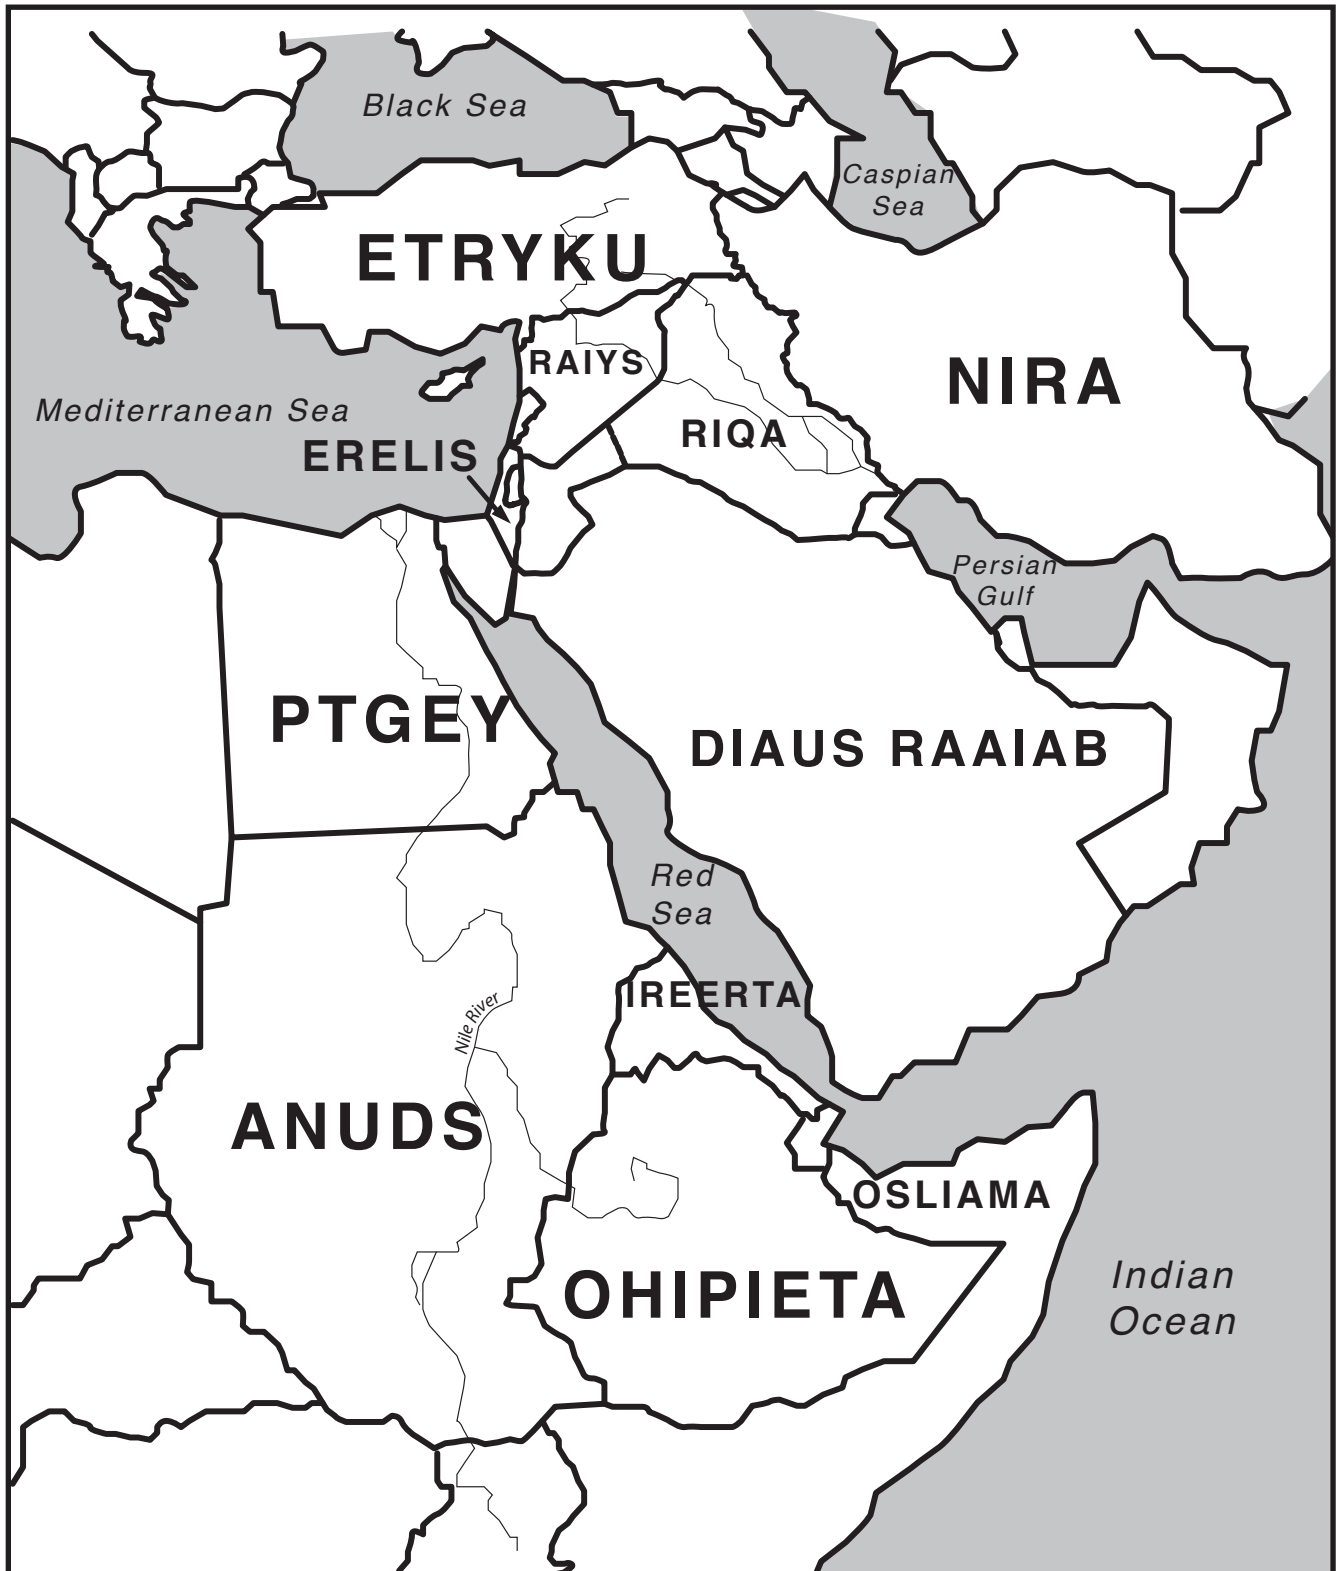 Black Sea
Caspian
Sea
ETRYKU
RAIYS
NIRA
Mediterranean Sea
RIQA
ERELIS
Persian
Gulf
PTGEY
DIAUS RAAIAB
Red
Sea
IREERTA
Nile River
ANUDS
OSLIAMA
OHIPIETA
Indian
Ocean